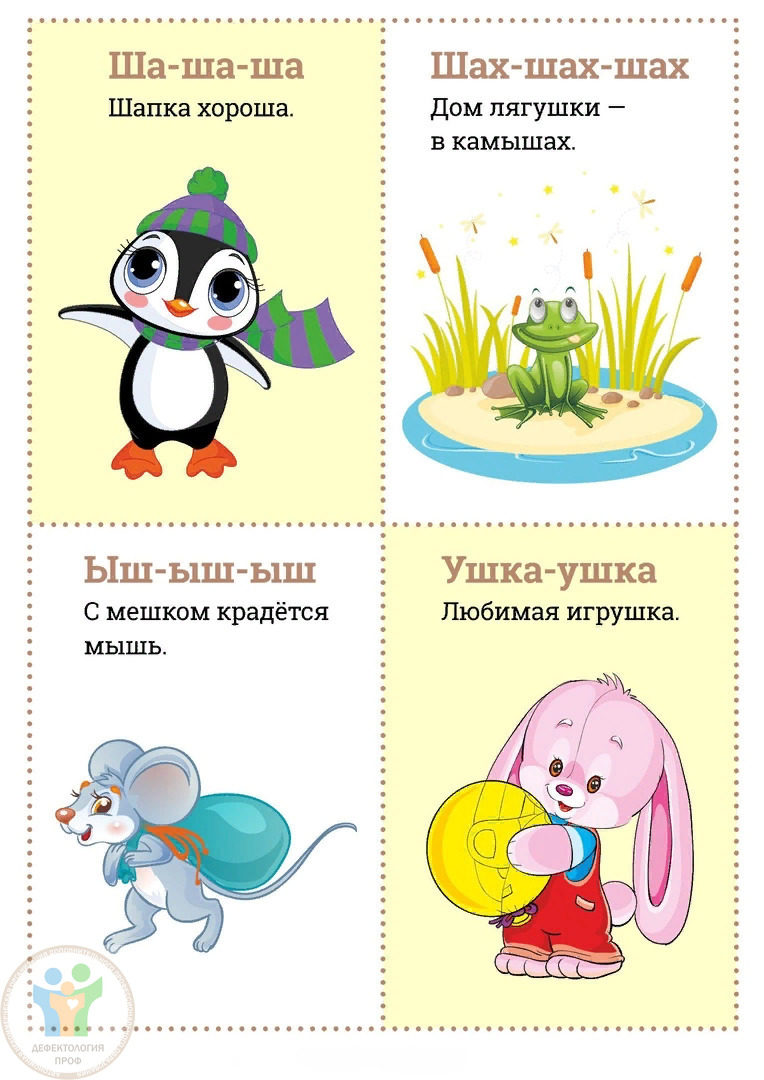 Ша-ша-ша
Шапка хороша.
Шах-шах-шах
Дом лягушки —
в камышах.
Ыш-ыш-ыш
С мешком крадётся
мышь.
Ушка-ушка
Любимая игрушка.
ДЕФЕКТОЛОГИЯ
ПРОФ